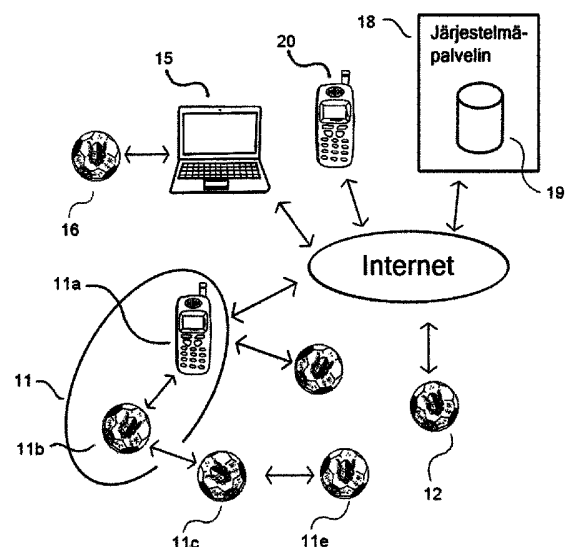 18
Järjestelmä-
palvelin
20
15
19
16
Internet
11a
11
11b
12
11c
11e